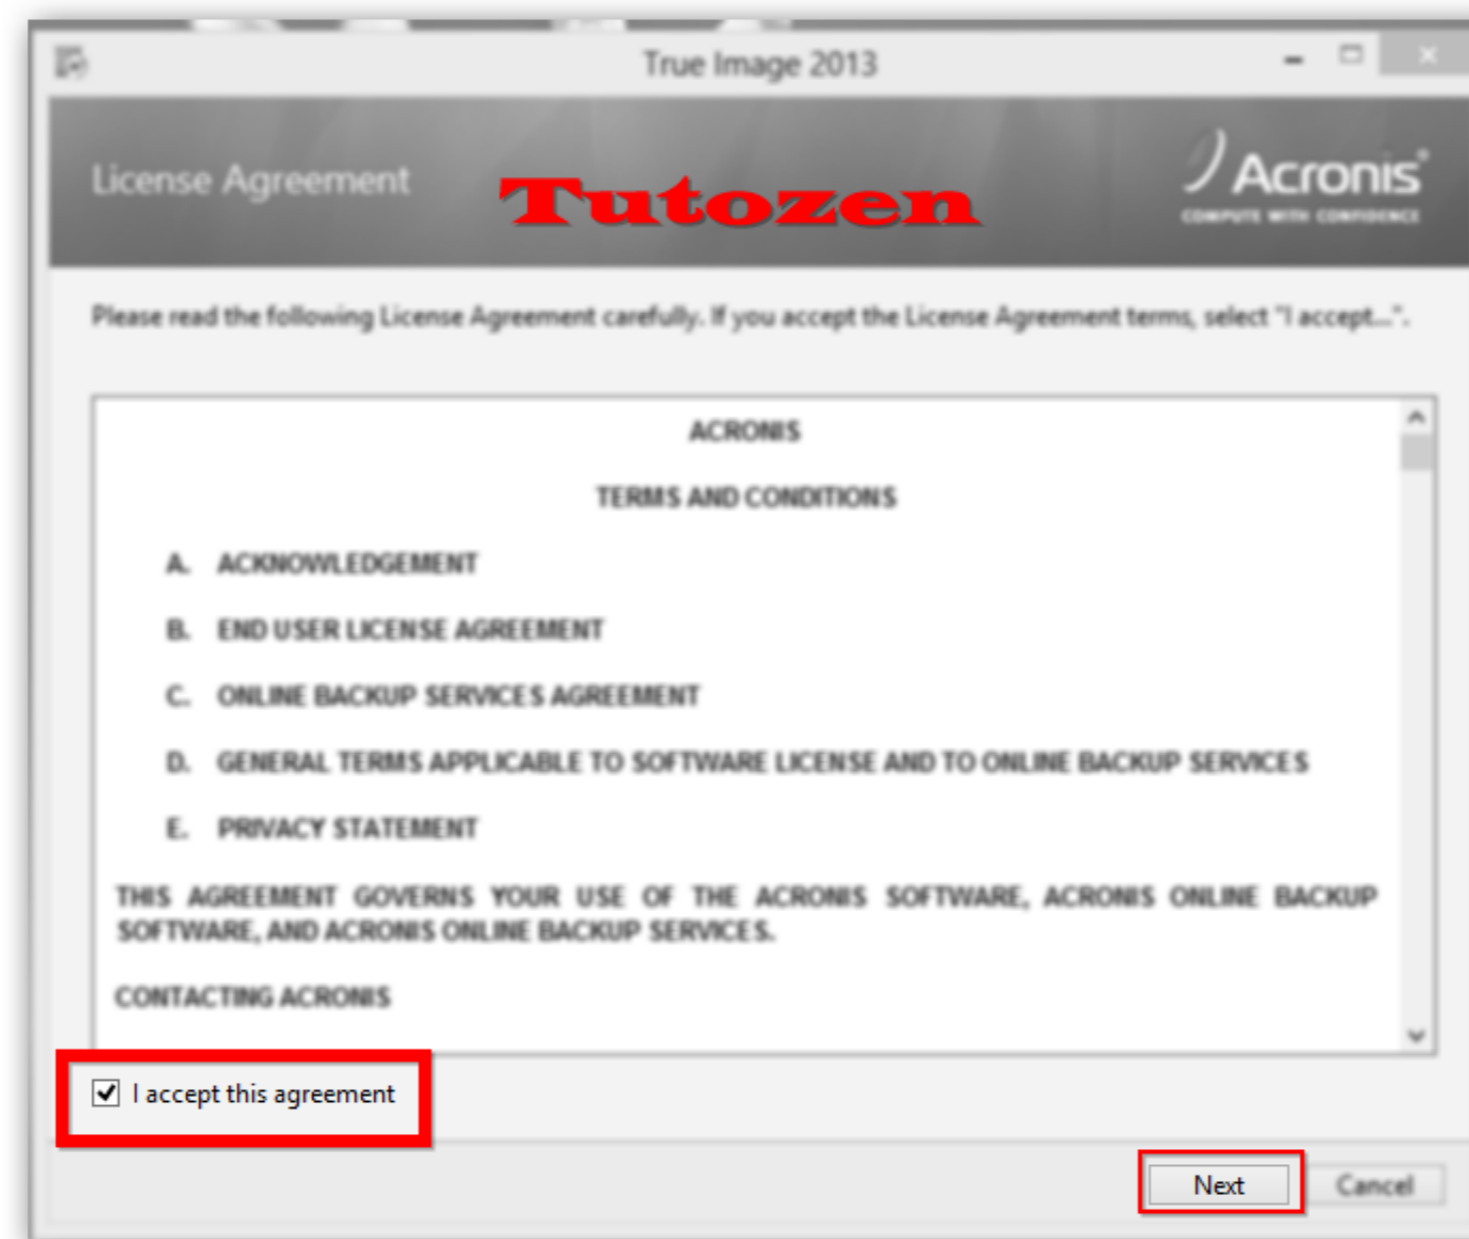 True Image 2013
License Agreement
Tutozen
Acronis®
COMPUTE WITH CONFIDENCE
Please read the following License Agreement carefully. If you accept the License Agreement terms, select "I accept...".
ACRONIS
TERMS AND CONDITIONS
A. ACKNOWLEDGEMENT
B. END USER LICENSE AGREEMENT
C. ONLINE BACKUP SERVICES AGREEMENT
D. GENERAL TERMS APPLICABLE TO SOFTWARE LICENSE AND TO ONLINE BACKUP SERVICES
E. PRIVACY STATEMENT
THIS AGREEMENT GOVERNS YOUR USE OF THE ACRONIS SOFTWARE, ACRONIS ONLINE BACKUP
SOFTWARE, AND ACRONIS ONLINE BACKUP SERVICES.
CONTACTING ACRONIS
I accept this agreement
Next
Cancel